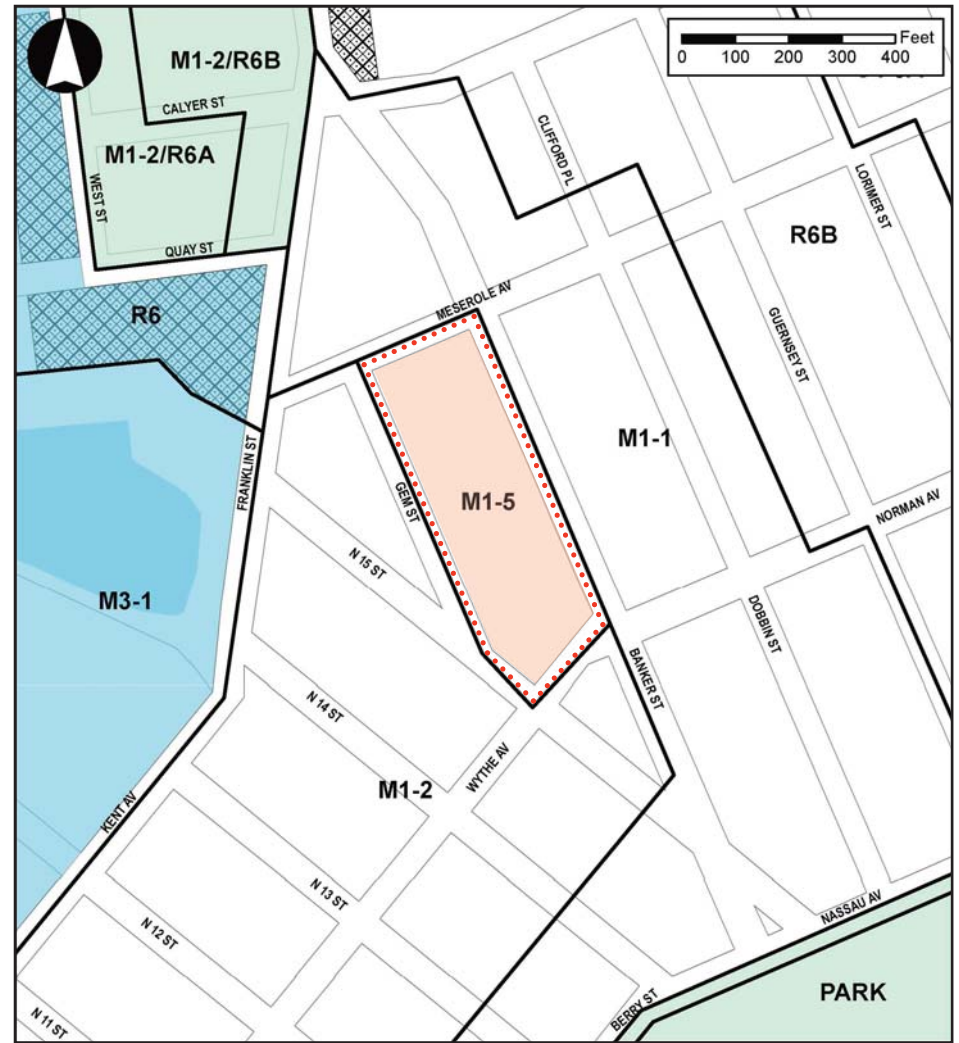 M1-2/R6B
Feet
0 100 200 300 400
CALYER ST
CLIFFORD PL
M1-2/R6A
WEST ST
LORIMER ST
QUAY ST
R6B
MESEROLE AV
R6
GUERNSEY ST
M1-1
FRANKLIN ST
GEM ST
M1-5
NORMAN AV
N 15 ST
M3-1
DOBBIN ST
BANKER ST
N 14 ST
WYTHE AV
M1-2
KENT AV
N 13 ST
NASSAU AV
N 12 ST
PARK
BERRY ST
N 11 ST